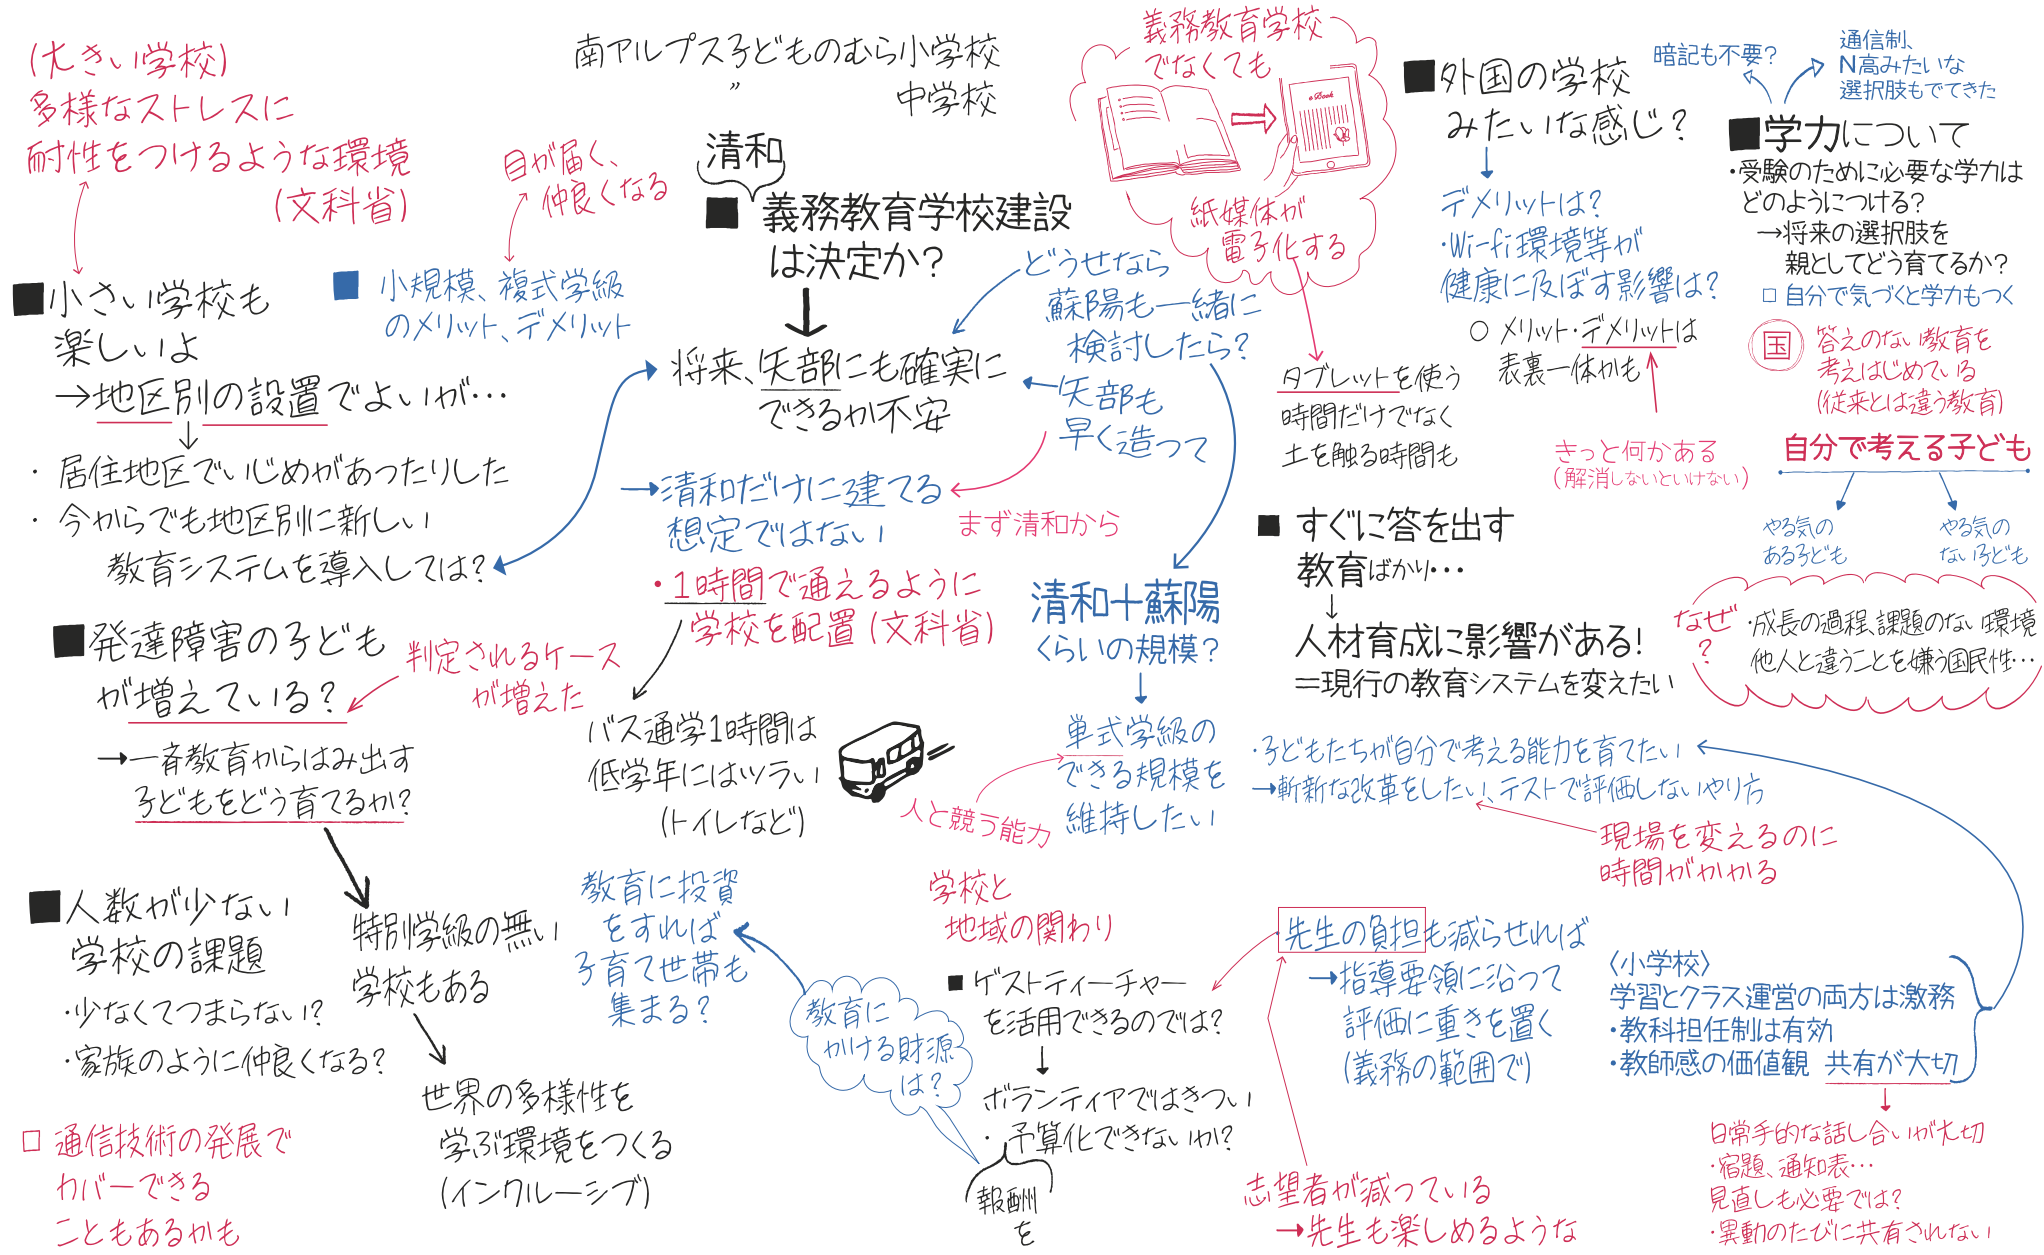 (大きい学校)
多様なストレスに
耐性をつけるような環境
(文科省)
目が届く、
仲良くなる
■小さい学校も
楽しいよ
→地区別の設置でよいが…
・居住地区でいじめがあったりした
・今からでも地区別に新しい
教育システムを導入しては?
■ 小規模、複式学級
のメリット、デメリット
南アルプス子どものむら小学校
〃 中学校
清和
■ 義務教育学校建設
は決定か?
将来、矢部にも確実に
できるか不安
どうせなら
蘇陽も一緒に
検討したら?
矢部も
早く造って
→清和だけに建てる
想定ではない
まず清和から
・1時間で通えるように
学校を配置(文科省)
バス通学1時間は
低学年にはツラい
(トイレなど)
清和+蘇陽
くらいの規模?
単式学級の
できる規模を
維持したい
人と競う能力
義務教育学校
でなくても
eBook
紙媒体が
電子化する
タブレットを使う
時間だけでなく
土を触る時間も
■外国の学校
みたいな感じ?
デメリットは?
・Wi-fi環境等が
健康に及ぼす影響は?
○ メリット・デメリットは
表裏一体かも
きっと何かある
(解消しないといけない)
暗記も不要?
通信制、
N高みたいな
選択肢もでてきた
■学力について
・受験のために必要な学力は
どのようにつける?
→将来の選択肢を
親としてどう育てるか?
□ 自分で気づくと学力もつく
国
答えのない教育を
考えはじめている
(従来とは違う教育)
自分で考える子ども
やる気の
ある子ども
やる気の
ない子ども
なぜ
?
・成長の過程、課題のない環境
他人と違うことを嫌う国民性…
■ すぐに答を出す
教育ばかり…
↓
人材育成に影響がある!
=現行の教育システムを変えたい
・子どもたちが自分で考える能力を育てたい
→斬新な改革をしたい、テストで評価しないやり方
現場を変えるのに
時間がかかる
■発達障害の子ども
が増えている?
判定されるケース
が増えた
→一斉教育からはみ出す
子どもをどう育てるか?
特別学級の無い
学校もある
世界の多様性を
学ぶ環境をつくる
(インクルーシブ)
■人数が少ない
学校の課題
・少なくてつまらない?
・家族のように仲良くなる?
□ 通信技術の発展で
カバーできる
こともあるかも
教育に投資
をすれば
子育て世帯も
集まる?
教育に
かける財源
は?
学校と
地域の関わり
■ ゲストティーチャー
を活用できるのでは?
↓
ボランティアではきつい
・予算化できないか?
報酬
を
先生の負担も減らせれば
→指導要領に沿って
評価に重きを置く
(義務の範囲で)
志望者が減っている
→先生も楽しめるような
〈小学校〉
学習とクラス運営の両方は激務
・教科担任制は有効
・教師感の価値観 共有が大切
日常手的な話し合いが大切
・宿題、通知表…
見直しも必要では?
・異動のたびに共有されない